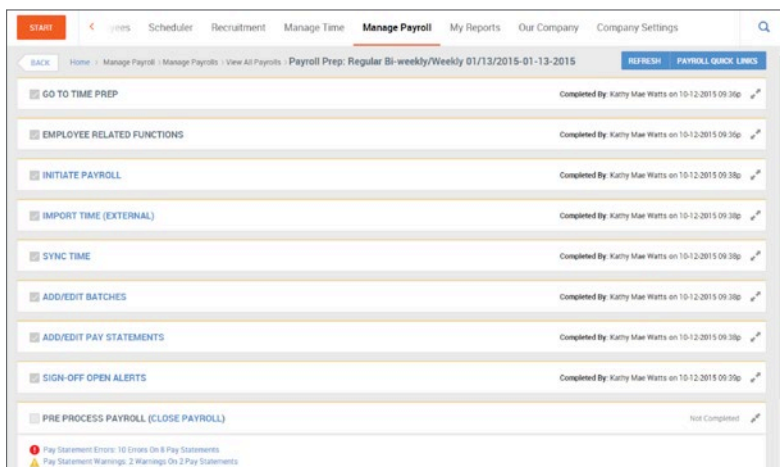 START yees Scheduler Recruitment Manage Time Manage Payroll My Reports Our Company Company Settings
BACK Home › Manage Payroll › Manage Payrolls › View All Payrolls › Payroll Prep: Regular Bi-weekly/Weekly 01/13/2015-01-13-2015 REFRESH PAYROLL QUICK LINKS
GO TO TIME PREP Completed By: Kathy Mae Watts on 10-12-2015 09:36p
EMPLOYEE RELATED FUNCTIONS Completed By: Kathy Mae Watts on 10-12-2015 09:36p
INITIATE PAYROLL Completed By: Kathy Mae Watts on 10-12-2015 09:38p
IMPORT TIME (EXTERNAL) Completed By: Kathy Mae Watts on 10-12-2015 09:38p
SYNC TIME Completed By: Kathy Mae Watts on 10-12-2015 09:38p
ADD/EDIT BATCHES Completed By: Kathy Mae Watts on 10-12-2015 09:38p
ADD/EDIT PAY STATEMENTS Completed By: Kathy Mae Watts on 10-12-2015 09:38p
SIGN-OFF OPEN ALERTS Completed By: Kathy Mae Watts on 10-12-2015 09:39p
PRE PROCESS PAYROLL (CLOSE PAYROLL) Not Completed
Pay Statement Errors: 10 Errors On 8 Pay Statements
Pay Statement Warnings: 2 Warnings On 2 Pay Statements